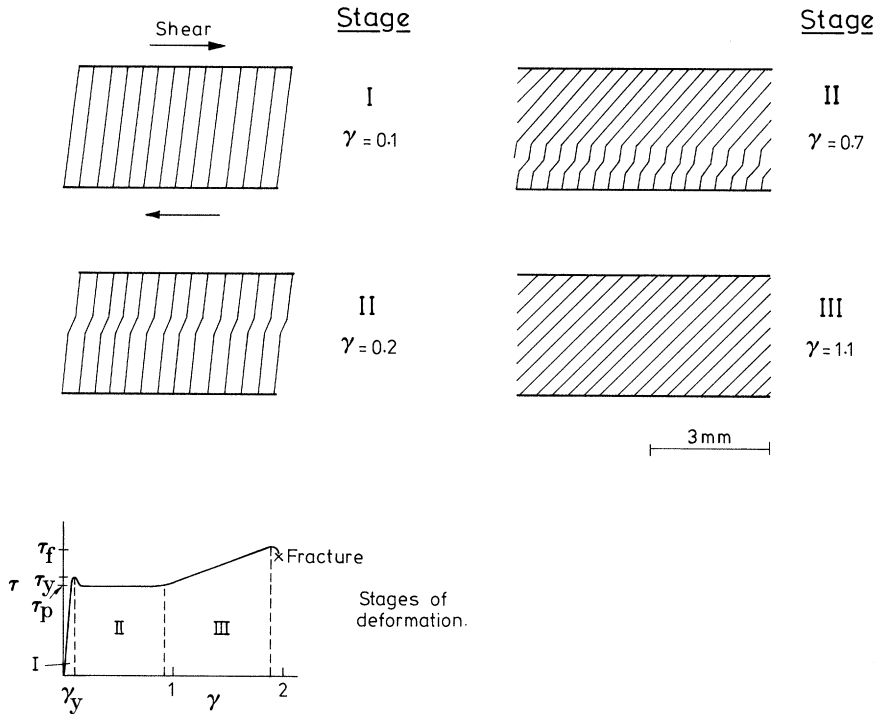 Shear
Stage
I
γ = 0.1
II
γ = 0.2
Stage
II
γ = 0.7
III
γ = 1.1
3mm
τf
τy
τ
τp
I
II
III
× Fracture
γy
1
γ
2
Stages of
deformation.